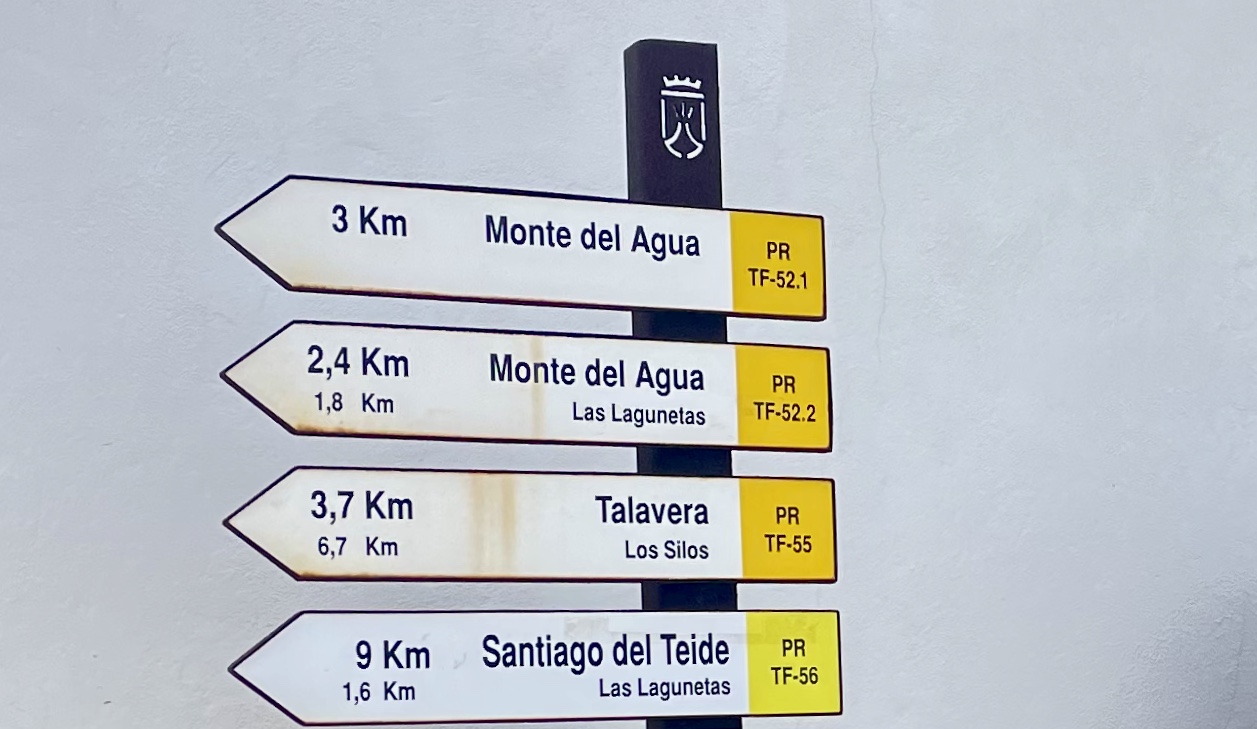 3 Km Monte del Agua PR TF-52.1
2,4 Km Monte del Agua PR TF-52.2
1,8 Km Las Lagunetas
3,7 Km Talavera PR TF-55
6,7 Km Los Silos
9 Km Santiago del Teide PR TF-56
1,6 Km Las Lagunetas